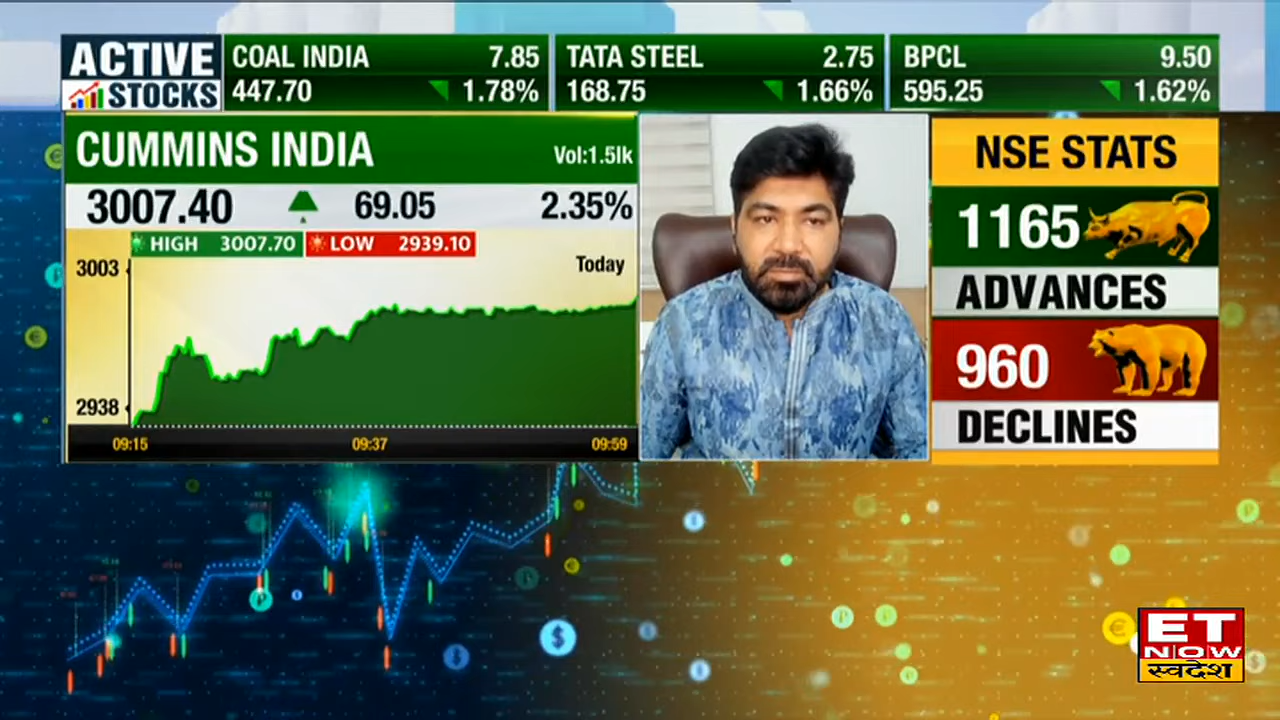 ACTIVE
STOCKS
COAL INDIA 7.85
447.70 1.78%
TATA STEEL 2.75
168.75 1.66%
BPCL 9.50
595.25 1.62%
CUMMINS INDIA
Vol:1.5lk
3007.40 69.05 2.35%
HIGH 3007.70 LOW 2939.10
Today
3003
2938
09:15 09:37 09:59
NSE STATS
1165
ADVANCES
960
DECLINES
ET
NOW
स्वदेश